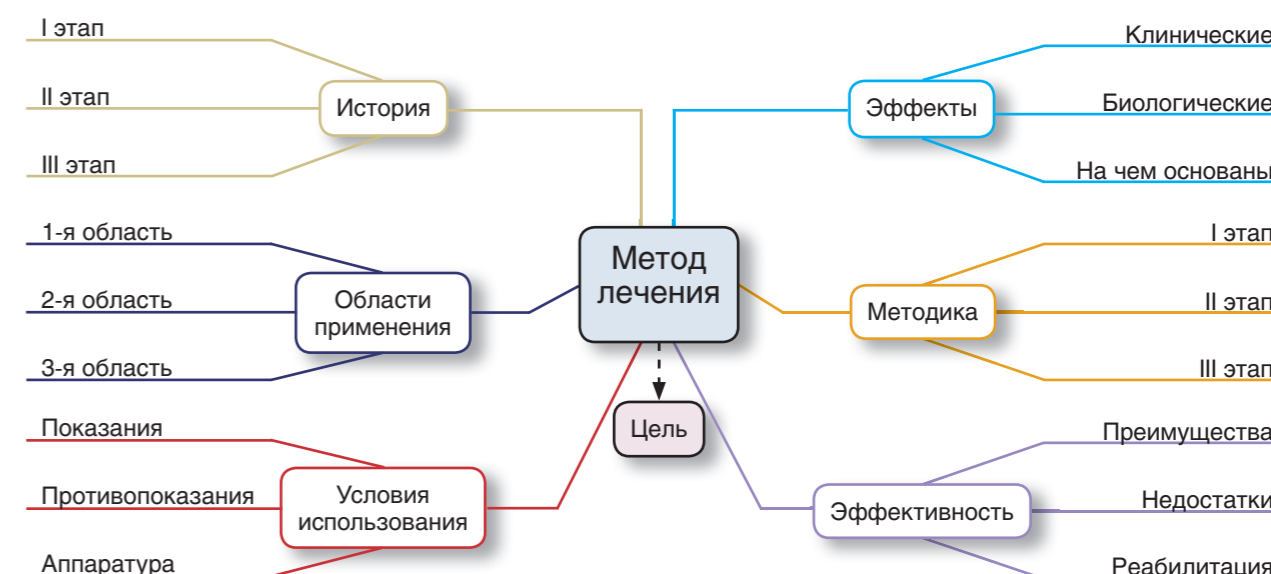 I этап
II этап
III этап
История
1-я область
2-я область
3-я область
Области
применения
Показания
Противопоказания
Аппаратура
Условия
использования
Метод
лечения
Цель
Эффекты
Клинические
Биологические
На чем основаны
Методика
I этап
II этап
III этап
Эффективность
Преимущества
Недостатки
Реабилитация